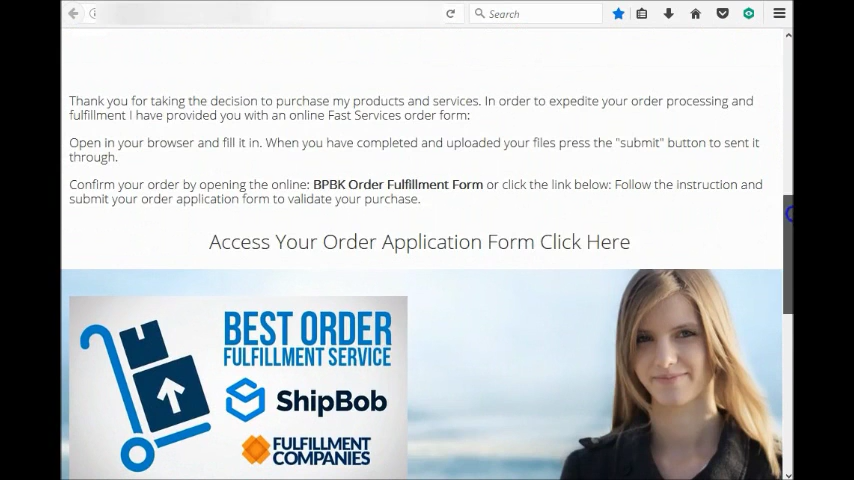 Search
Thank you for taking the decision to purchase my products and services. In order to expedite your order processing and
fulfillment I have provided you with an online Fast Services order form:
Open in your browser and fill it in. When you have completed and uploaded your files press the "submit" button to sent it
through.
Confirm your order by opening the online: BPBK Order Fulfillment Form or click the link below: Follow the instruction and
submit your order application form to validate your purchase.
Access Your Order Application Form Click Here
BEST ORDER
FULFILLMENT SERVICE
ShipBob
FULFILLMENT
COMPANIES